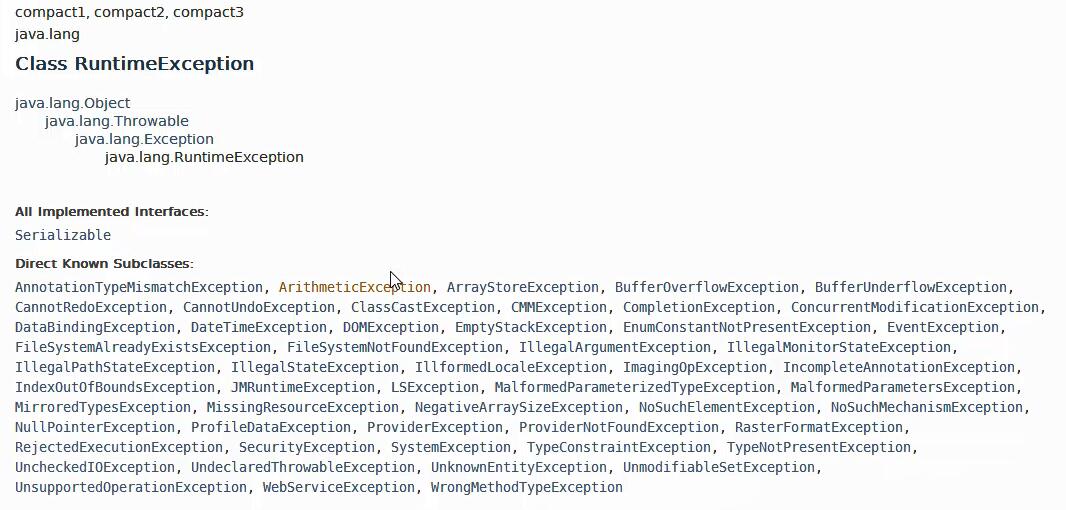 compact1, compact2, compact3
java.lang
Class RuntimeException
java.lang.Object
java.lang.Throwable
java.lang.Exception
java.lang.RuntimeException
All Implemented Interfaces:
Serializable
Direct Known Subclasses:
AnnotationTypeMismatchException, ArithmeticException, ArrayStoreException, BufferOverflowException, BufferUnderflowException,
CannotRedoException, CannotUndoException, ClassCastException, CMMException, CompletionException, ConcurrentModificationException,
DataBindingException, DateTimeException, DOMException, EmptyStackException, EnumConstantNotPresentException, EventException,
FileSystemAlreadyExistsException, FileSystemNotFoundException, IllegalArgumentException, IllegalMonitorStateException,
IllegalPathStateException, IllegalStateException, IllformedLocaleException, ImagingOpException, IncompleteAnnotationException,
IndexOutOfBoundsException, JMRuntimeException, LSException, MalformedParameterizedTypeException, MalformedParametersException,
MirroredTypesException, MissingResourceException, NegativeArraySizeException, NoSuchElementException, NoSuchMechanismException,
NullPointerException, ProfileDataException, ProviderException, ProviderNotFoundException, RasterFormatException,
RejectedExecutionException, SecurityException, SystemException, TypeConstraintException, TypeNotPresentException,
UncheckedIOException, UndeclaredThrowableException, UnknownEntityException, UnmodifiableSetException,
UnsupportedOperationException, WebServiceException, WrongMethodTypeException